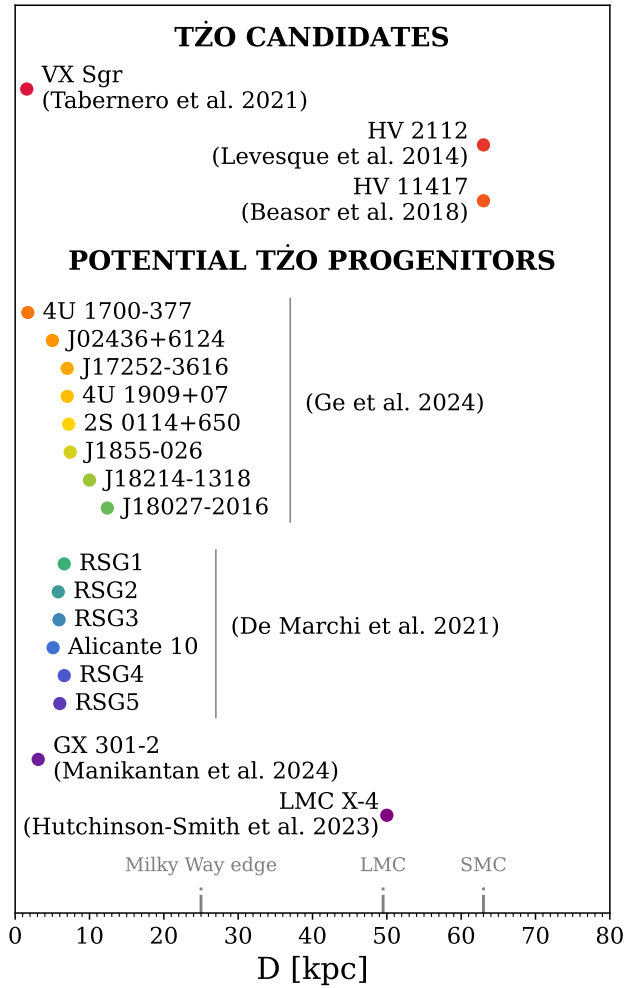 TŻO CANDIDATES
VX Sgr
(Tabernero et al. 2021)
HV 2112
(Levesque et al. 2014)
HV 11417
(Beasor et al. 2018)
POTENTIAL TŻO PROGENITORS
4U 1700-377
J02436+6124
J17252-3616
4U 1909+07
2S 0114+650
J1855-026
J18214-1318
J18027-2016
(Ge et al. 2024)
RSG1
RSG2
RSG3
Alicante 10
RSG4
RSG5
(De Marchi et al. 2021)
GX 301-2
(Manikantan et al. 2024)
LMC X-4
(Hutchinson-Smith et al. 2023)
Milky Way edge LMC SMC
0 10 20 30 40 50 60 70 80
D [kpc]